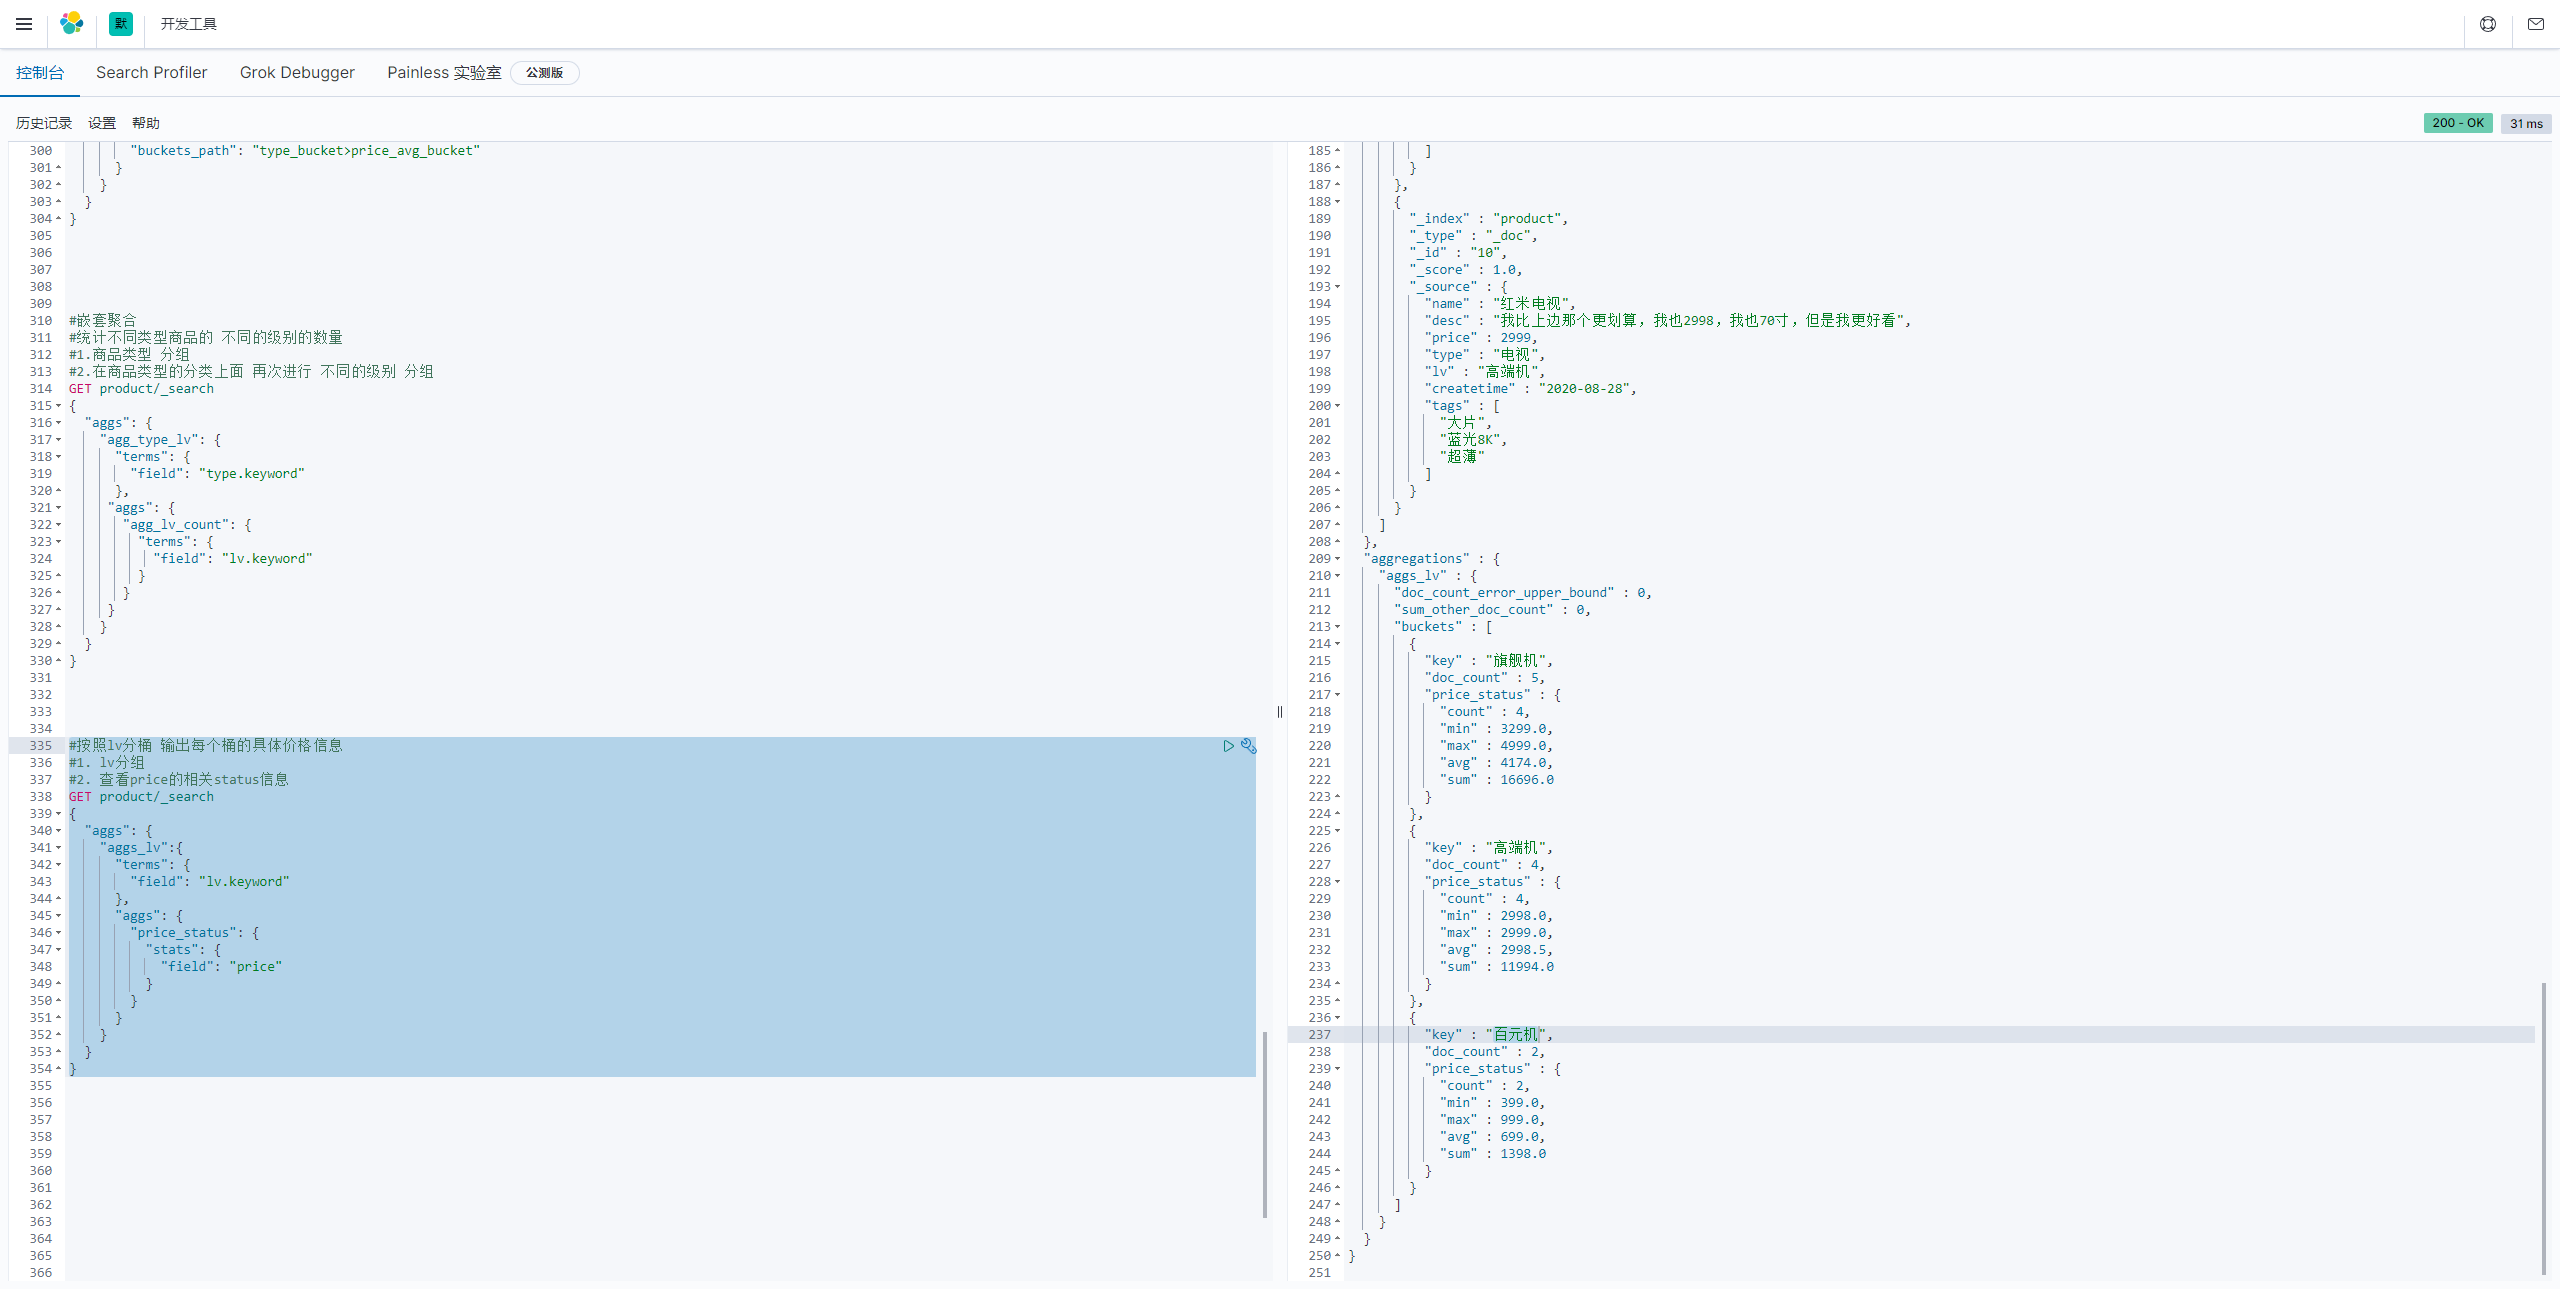 默
开发工具
控制台 Search Profiler Grok Debugger Painless 实验室 公测版
历史记录 设置 帮助
200 - OK 31 ms
300 "buckets_path": "type_bucket>price_avg_bucket"
301 }
302 }
303 }
304 }
305
306
307
308
309
310 #嵌套聚合
311 #统计不同类型商品的 不同的级别的数量
312 #1.商品类型 分组
313 #2.在商品类型的分类上面 再次进行 不同的级别 分组
314 GET product/_search
315 {
316 "aggs": {
317 "agg_type_lv": {
318 "terms": {
319 "field": "type.keyword"
320 },
321 "aggs": {
322 "agg_lv_count": {
323 "terms": {
324 "field": "lv.keyword"
325 }
326 }
327 }
328 }
329 }
330 }
331
332
333
334
335 #按照lv分桶 输出每个桶的具体价格信息
336 #1. lv分组
337 #2. 查看price的相关status信息
338 GET product/_search
339 {
340 "aggs": {
341 "aggs_lv":{
342 "terms": {
343 "field": "lv.keyword"
344 },
345 "aggs": {
346 "price_status": {
347 "stats": {
348 "field": "price"
349 }
350 }
351 }
352 }
353 }
354 }
355
356
357
358
359
360
361
362
363
364
365
366
185 ]
186 }
187 },
188 {
189 "_index" : "product",
190 "_type" : "_doc",
191 "_id" : "10",
192 "_score" : 1.0,
193 "_source" : {
194 "name" : "红米电视",
195 "desc" : "我比上边那个更划算，我也2998，我也70寸，但是我更好看",
196 "price" : 2999,
197 "type" : "电视",
198 "lv" : "高端机",
199 "createtime" : "2020-08-28",
200 "tags" : [
201 "大片",
202 "蓝光8K",
203 "超薄"
204 ]
205 }
206 }
207 ]
208 },
209 "aggregations" : {
210 "aggs_lv" : {
211 "doc_count_error_upper_bound" : 0,
212 "sum_other_doc_count" : 0,
213 "buckets" : [
214 {
215 "key" : "旗舰机",
216 "doc_count" : 5,
217 "price_status" : {
218 "count" : 4,
219 "min" : 3299.0,
220 "max" : 4999.0,
221 "avg" : 4174.0,
222 "sum" : 16696.0
223 }
224 },
225 {
226 "key" : "高端机",
227 "doc_count" : 4,
228 "price_status" : {
229 "count" : 4,
230 "min" : 2998.0,
231 "max" : 2999.0,
232 "avg" : 2998.5,
233 "sum" : 11994.0
234 }
235 },
236 {
237 "key" : "百元机",
238 "doc_count" : 2,
239 "price_status" : {
240 "count" : 2,
241 "min" : 399.0,
242 "max" : 999.0,
243 "avg" : 699.0,
244 "sum" : 1398.0
245 }
246 }
247 ]
248 }
249 }
250 }
251